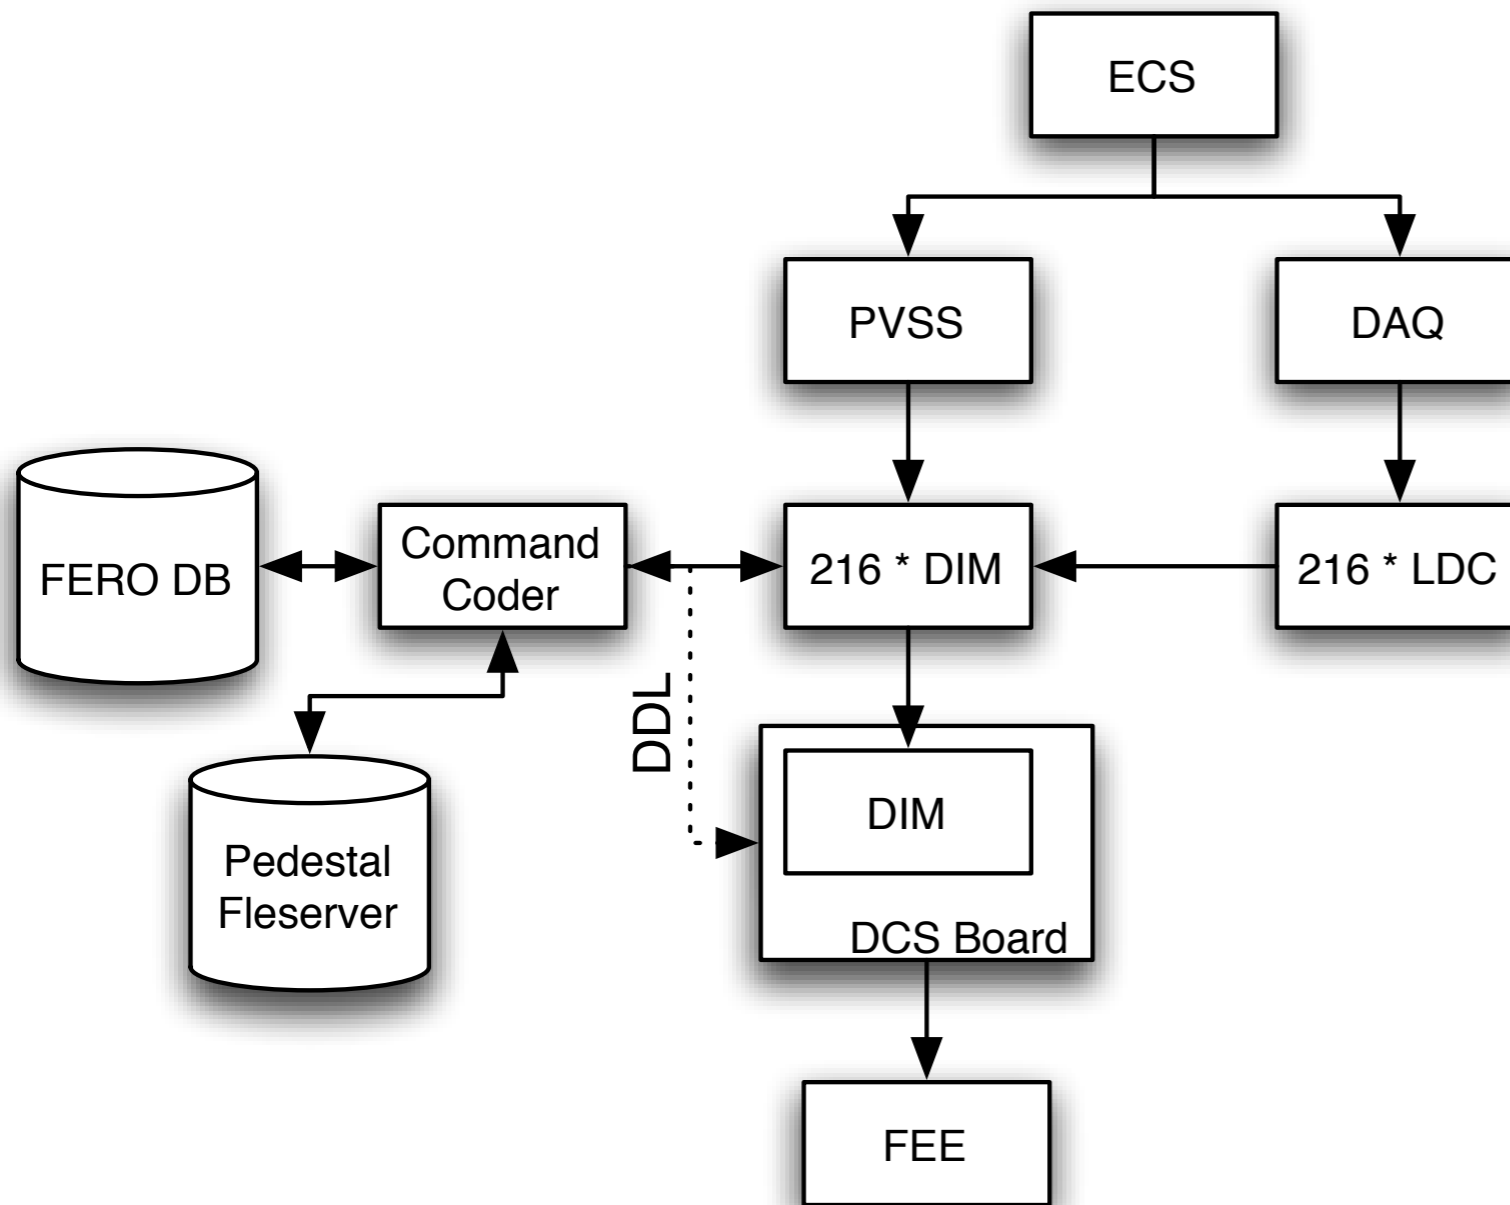 ECS
PVSS
DAQ
FERO DB
Command
Coder
216 * DIM
216 * LDC
DDL
DIM
Pedestal
Fleserver
DCS Board
FEE